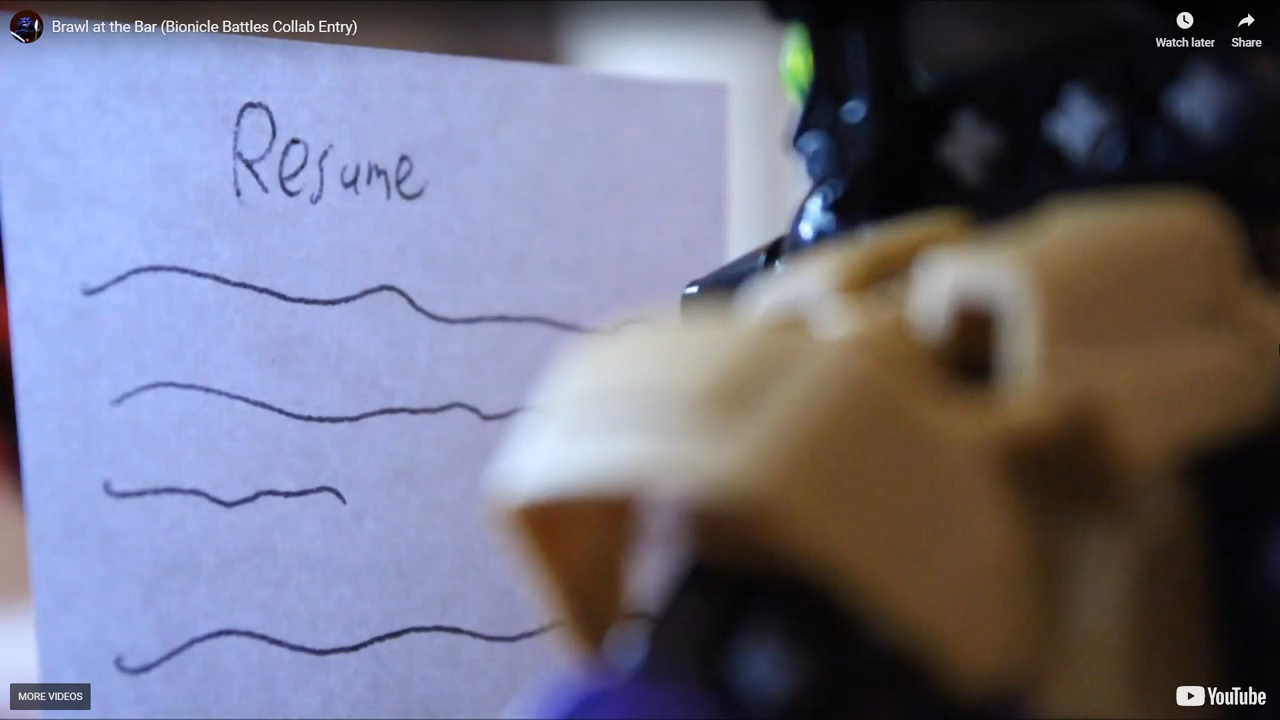 Brawl at the Bar (Bionicle Battles Collab Entry)
Watch later
Share
Resume
MORE VIDEOS
YouTube